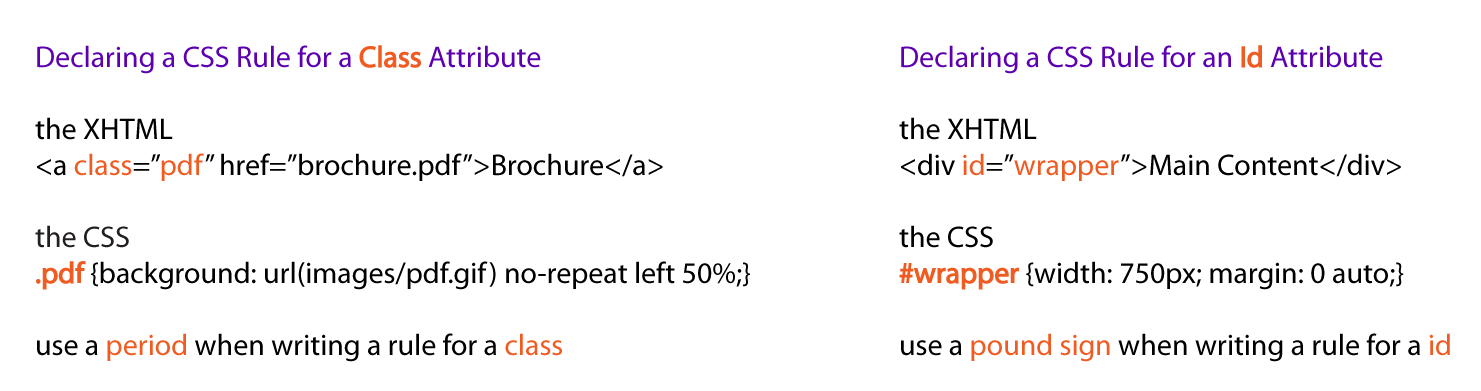 Declaring a CSS Rule for a Class Attribute
the XHTML
<a class=”pdf” href=”brochure.pdf”>Brochure</a>
the CSS
.pdf {background: url(images/pdf.gif) no-repeat left 50%;}
use a period when writing a rule for a class
Declaring a CSS Rule for an Id Attribute
the XHTML
<div id=”wrapper”>Main Content</div>
the CSS
#wrapper {width: 750px; margin: 0 auto;}
use a pound sign when writing a rule for a id